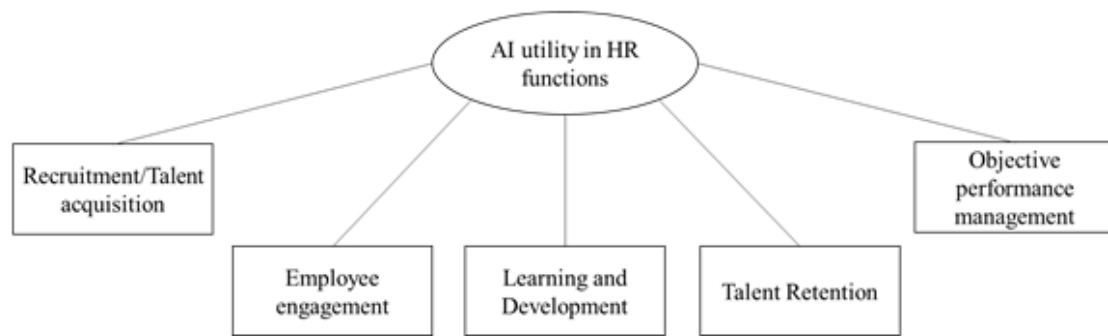 AI utility in HR
functions
Recruitment/Talent
acquisition
Objective
performance
management
Employee
engagement
Learning and
Development
Talent Retention